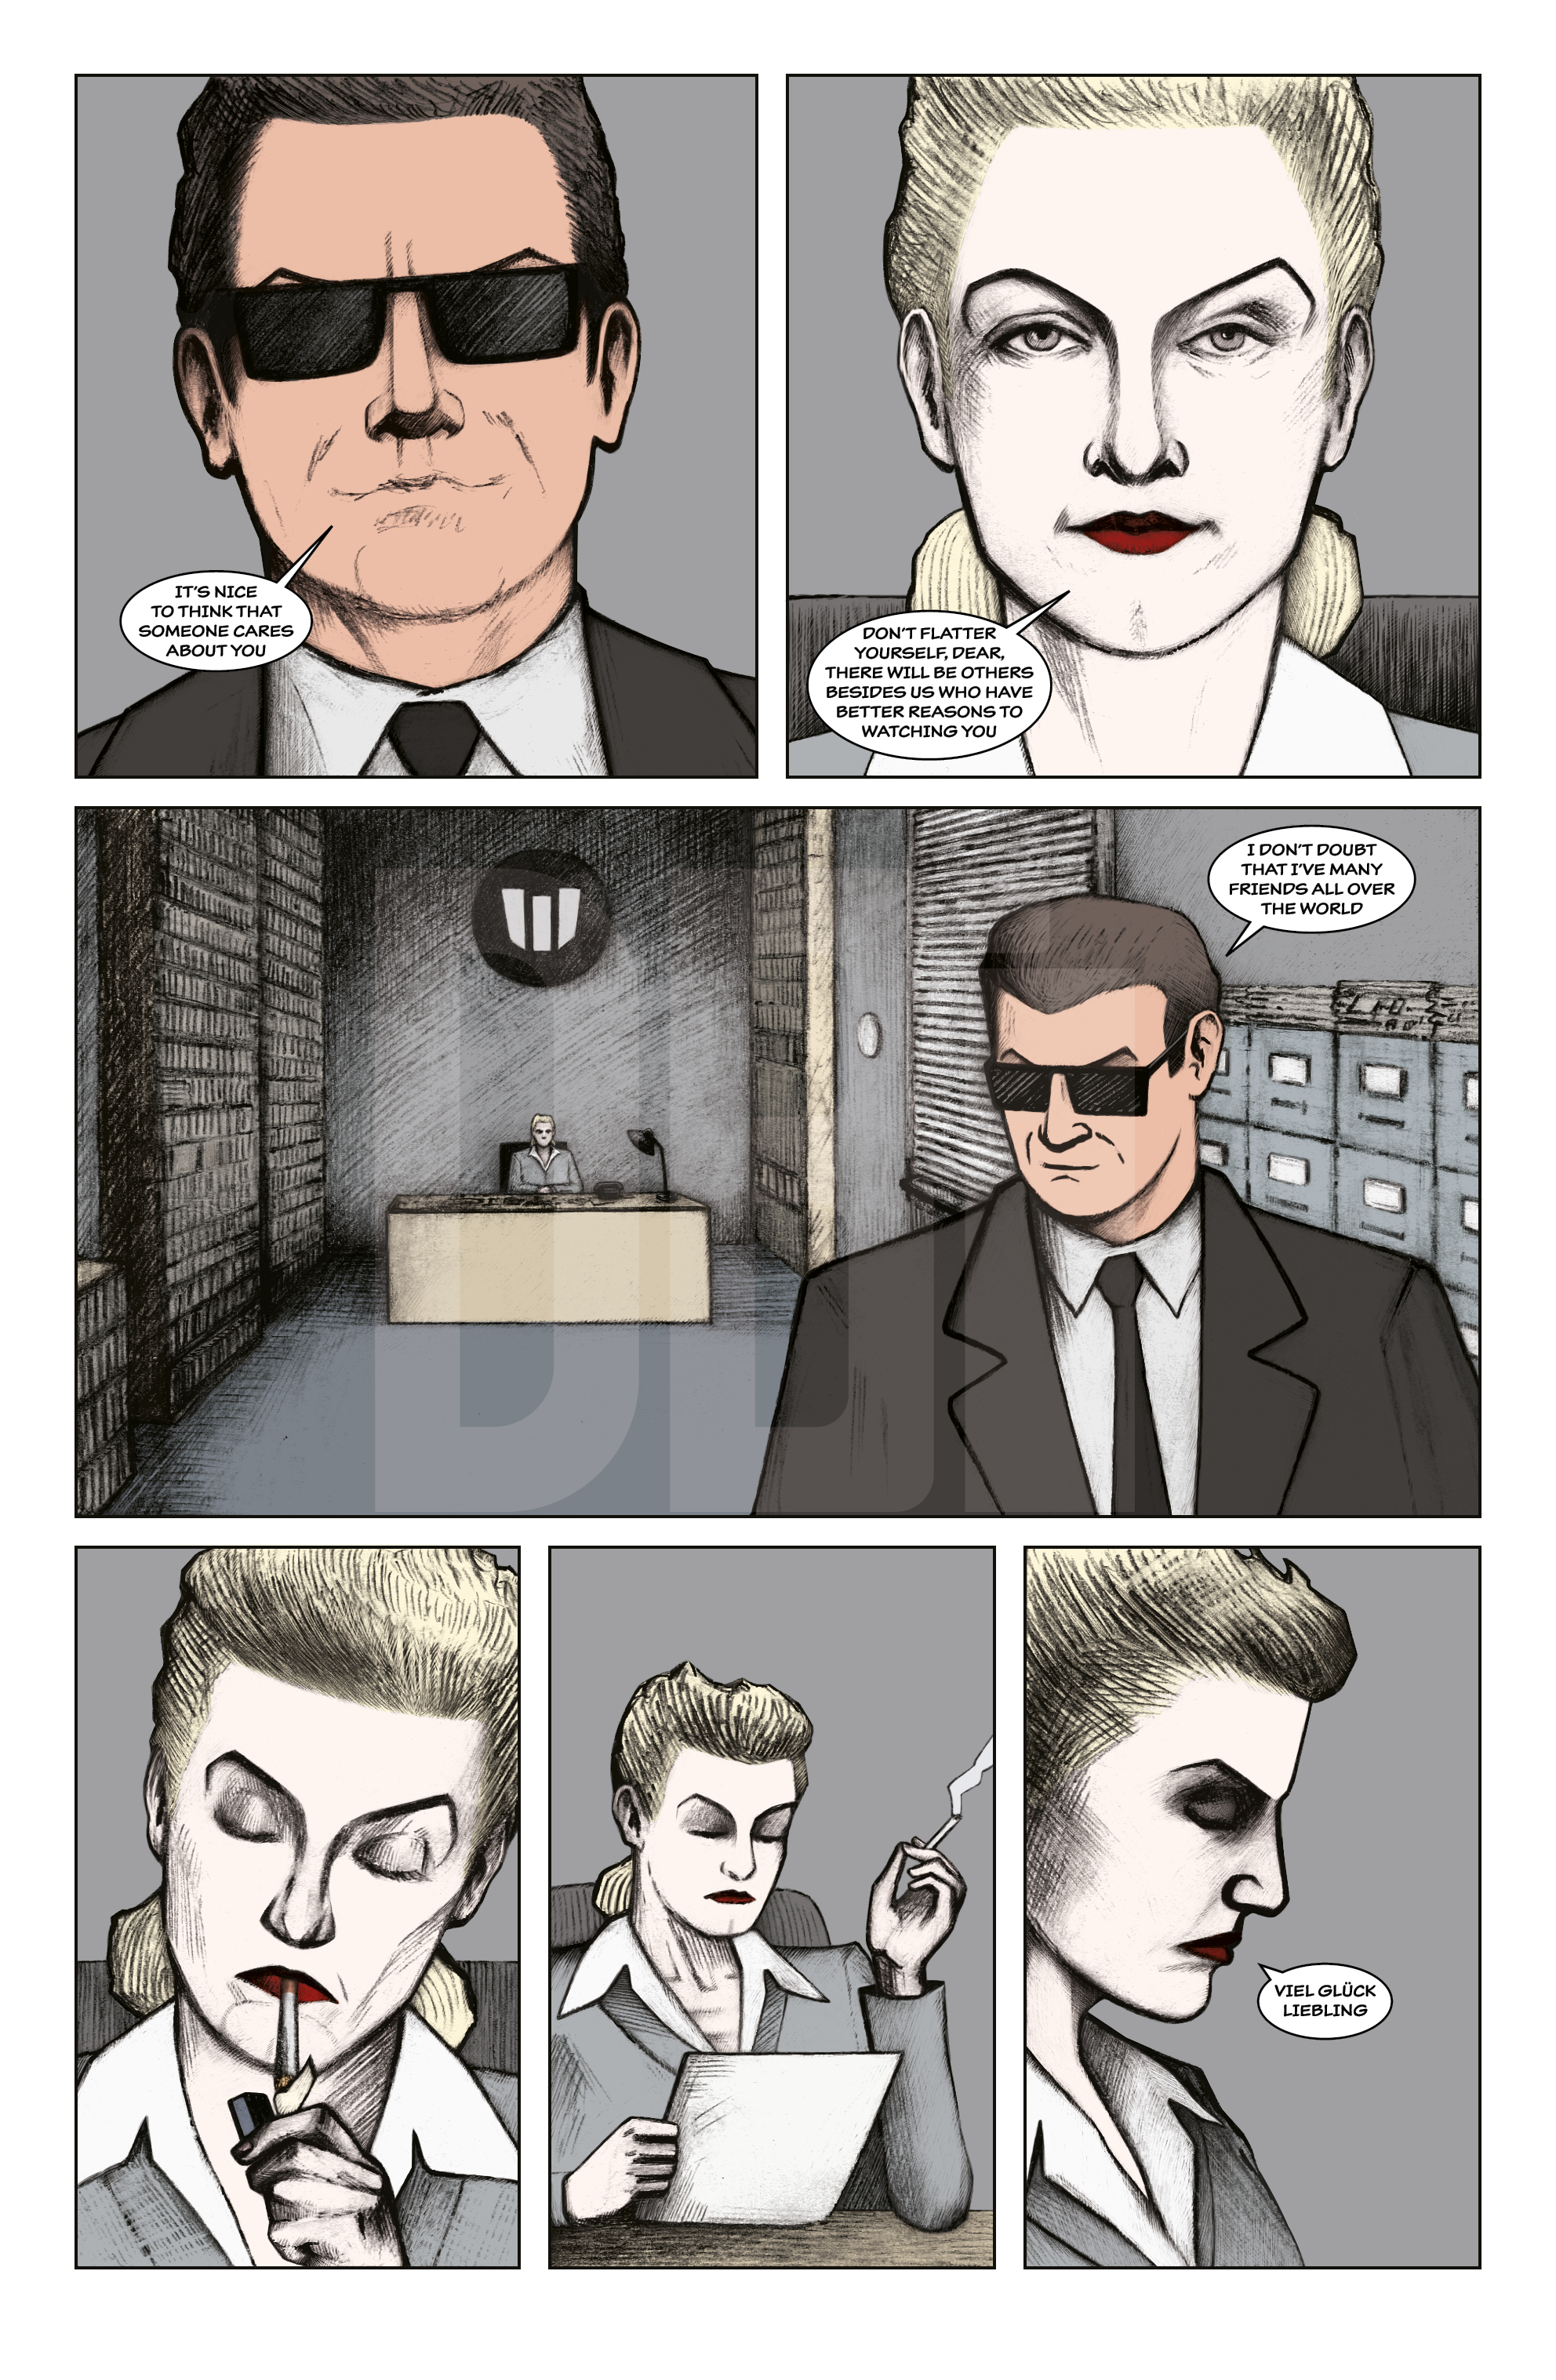 IT'S NICE
TO THINK THAT
SOMEONE CARES
ABOUT YOU
DON'T FLATTER
YOURSELF, DEAR,
THERE WILL BE OTHERS
BESIDES US WHO HAVE
BETTER REASONS TO
WATCHING YOU
I DON'T DOUBT
THAT I'VE MANY
FRIENDS ALL OVER
THE WORLD
VIEL GLÜCK
LIEBLING